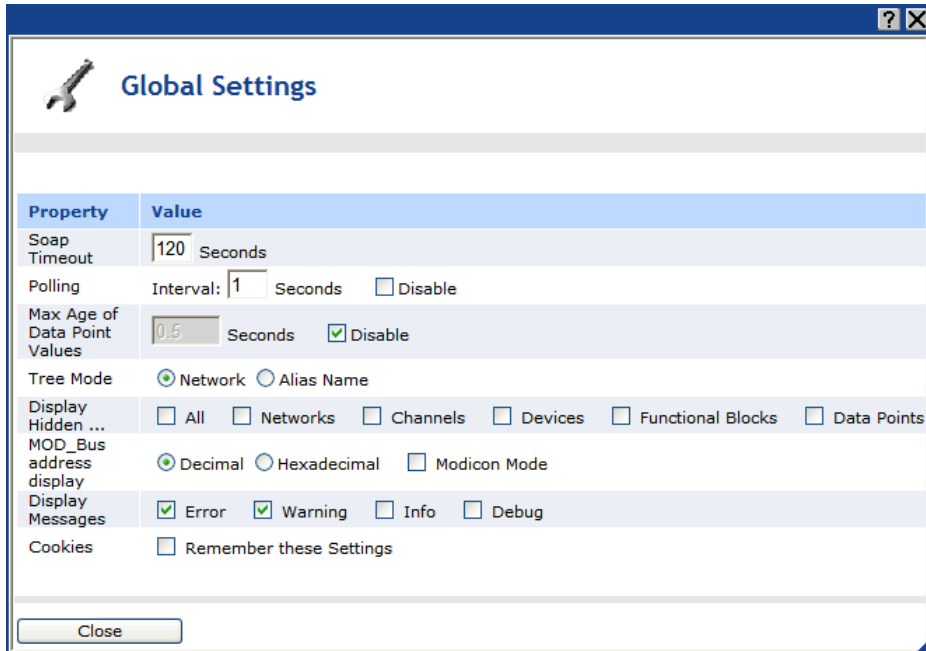 Global Settings
Property Value
Soap Timeout 120 Seconds
Polling Interval: 1 Seconds Disable
Max Age of Data Point Values 0.5 Seconds Disable
Tree Mode Network Alias Name
Display Hidden ... All Networks Channels Devices Functional Blocks Data Points
MOD_Bus address display Decimal Hexadecimal Modicon Mode
Display Messages Error Warning Info Debug
Cookies Remember these Settings
Close